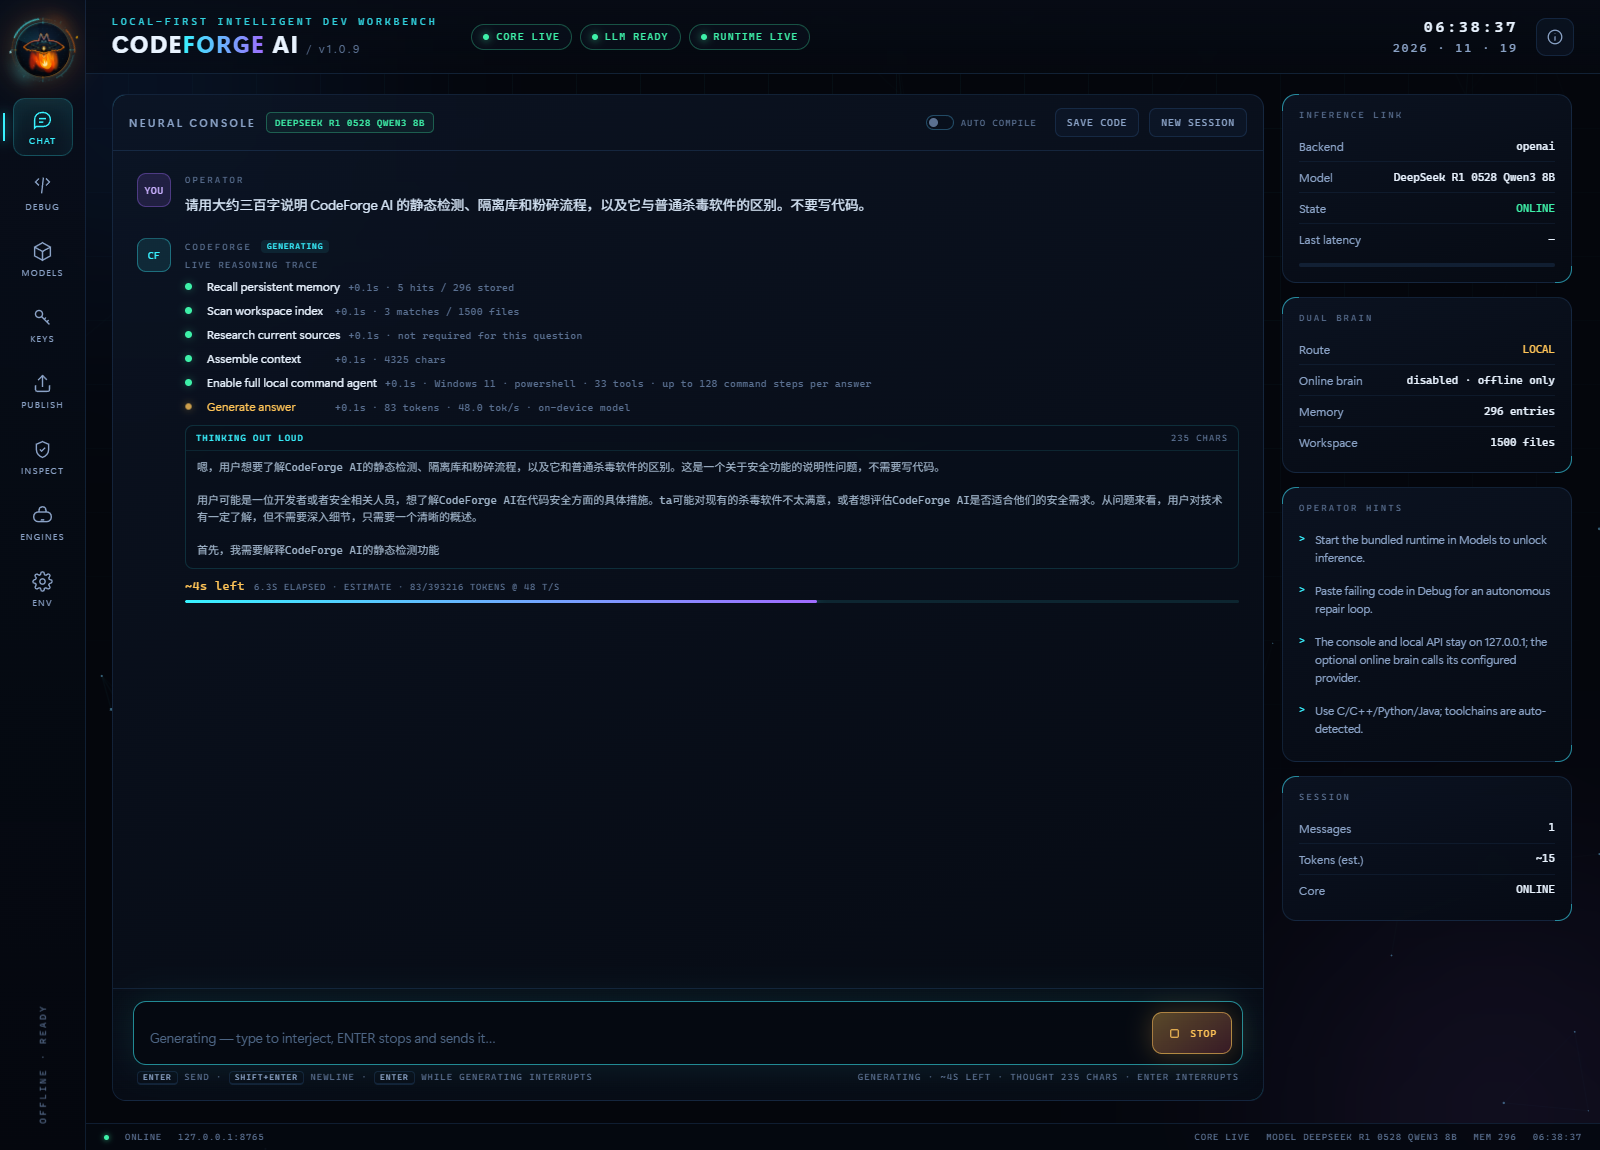 LOCAL-FIRST INTELLIGENT DEV WORKBENCH
CODEFORGE AI / v1.0.9
CORE LIVE
LLM READY
RUNTIME LIVE
06:38:37
2026 · 11 · 19
CHAT
DEBUG
MODELS
KEYS
PUBLISH
INSPECT
ENGINES
ENV
OFFLINE · READY
NEURAL CONSOLE
DEEPSEEK R1 0528 QWEN3 8B
AUTO COMPILE
SAVE CODE
NEW SESSION
YOU
OPERATOR
请用大约三百字说明 CodeForge AI 的静态检测、隔离库和粉碎流程，以及它与普通杀毒软件的区别。不要写代码。
CF
CODEFORGE GENERATING
LIVE REASONING TRACE
Recall persistent memory +0.1s · 5 hits / 296 stored
Scan workspace index +0.1s · 3 matches / 1500 files
Research current sources +0.1s · not required for this question
Assemble context +0.1s · 4325 chars
Enable full local command agent +0.1s · Windows 11 · powershell · 33 tools · up to 128 command steps per answer
Generate answer +0.1s · 83 tokens · 48.0 tok/s · on-device model
THINKING OUT LOUD
235 CHARS
嗯，用户想要了解CodeForge AI的静态检测、隔离库和粉碎流程，以及它和普通杀毒软件的区别。这是一个关于安全功能的说明性问题，不需要写代码。
用户可能是一位开发者或者安全相关人员，想了解CodeForge AI在代码安全方面的具体措施。ta可能对现有的杀毒软件不太满意，或者想评估CodeForge AI是否适合他们的安全需求。从问题来看，用户对技术
有一定了解，但不需要深入细节，只需要一个清晰的概述。
首先，我需要解释CodeForge AI的静态检测功能
~4s left 6.3S ELAPSED · ESTIMATE · 83/393216 TOKENS @ 48 T/S
Generating — type to interject, ENTER stops and sends it...
STOP
ENTER SEND · SHIFT+ENTER NEWLINE · ENTER WHILE GENERATING INTERRUPTS
GENERATING · ~4S LEFT · THOUGHT 235 CHARS · ENTER INTERRUPTS
INFERENCE LINK
Backend openai
Model DeepSeek R1 0528 Qwen3 8B
State ONLINE
Last latency —
DUAL BRAIN
Route LOCAL
Online brain disabled · offline only
Memory 296 entries
Workspace 1500 files
OPERATOR HINTS
> Start the bundled runtime in Models to unlock
inference.
> Paste failing code in Debug for an autonomous
repair loop.
> The console and local API stay on 127.0.0.1; the
optional online brain calls its configured
provider.
> Use C/C++/Python/Java; toolchains are auto-
detected.
SESSION
Messages 1
Tokens (est.) ~15
Core ONLINE
ONLINE 127.0.0.1:8765
CORE LIVE MODEL DEEPSEEK R1 0528 QWEN3 8B MEM 296 06:38:37